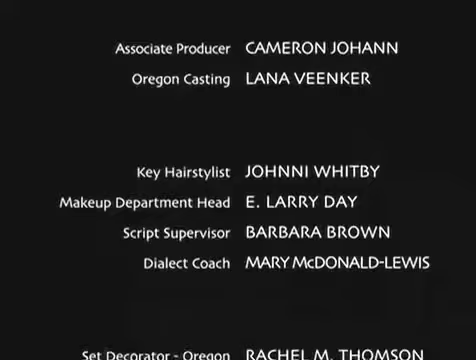 Associate Producer CAMERON JOHANN
Oregon Casting LANA VEENKER
Key Hairstylist JOHNNI WHITBY
Makeup Department Head E. LARRY DAY
Script Supervisor BARBARA BROWN
Dialect Coach MARY McDONALD-LEWIS
Set Decorator - Oregon RACHEL M. THOMSON